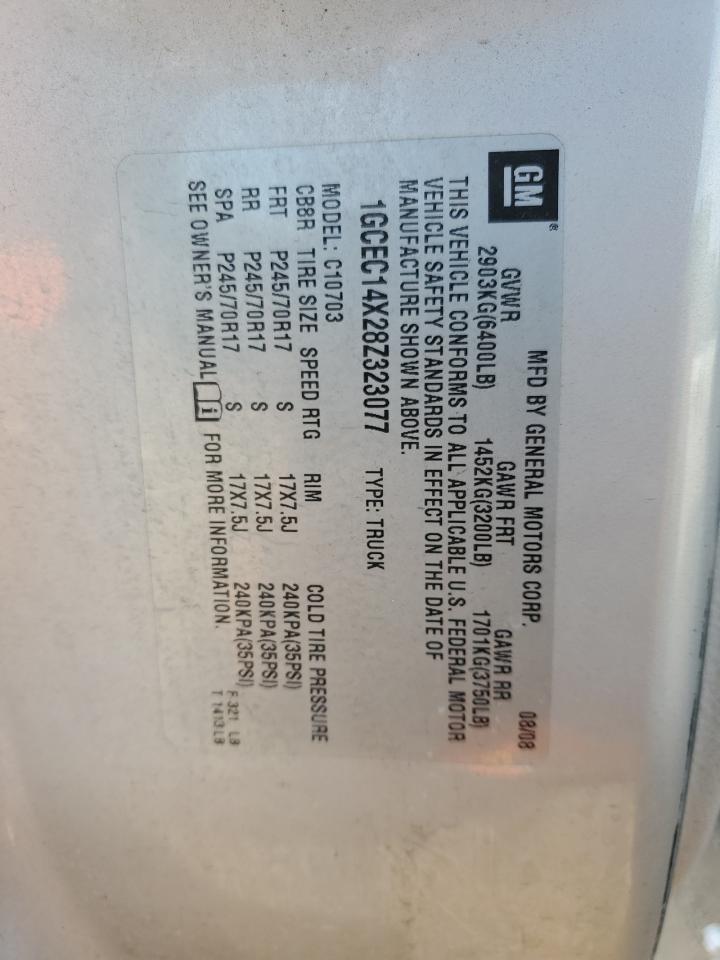 GM®
MFD BY GENERAL MOTORS CORP. 08/08
GVWR GAWR FRT GAWR RR
2903KG(6400LB) 1452KG(3200LB) 1701KG(3750LB)
THIS VEHICLE CONFORMS TO ALL APPLICABLE U.S. FEDERAL MOTOR
VEHICLE SAFETY STANDARDS IN EFFECT ON THE DATE OF
MANUFACTURE SHOWN ABOVE.
1GCEC14X28Z323077 TYPE: TRUCK
MODEL: C10703
CB8R TIRE SIZE SPEED RTG RIM COLD TIRE PRESSURE
FRT P245/70R17 S 17X7.5J 240KPA(35PSI)
RR P245/70R17 S 17X7.5J 240KPA(35PSI)
SPA P245/70R17 S 17X7.5J 240KPA(35PSI)
SEE OWNER'S MANUAL i FOR MORE INFORMATION.
F 321 LB
T 1413 LB